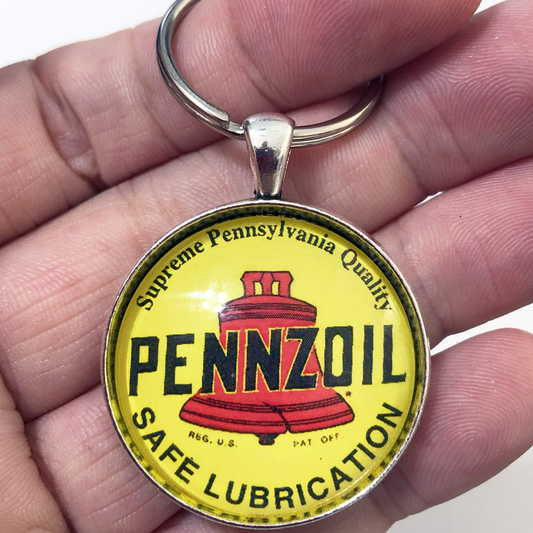 Supreme Pennsylvania Quality
PENNZOIL
REG. U.S. PAT OFF
SAFE LUBRICATION